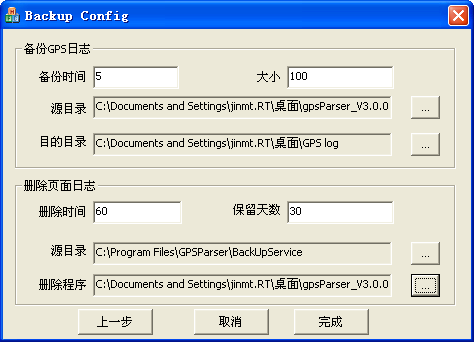 Backup Config
备份GPS日志
备份时间 5 大小 100
源目录 C:\Documents and Settings\jinmt.RT\桌面\gpsParser_V3.0.0 ...
目的目录 C:\Documents and Settings\jinmt.RT\桌面\GPS log ...
删除页面日志
删除时间 60 保留天数 30
源目录 C:\Program Files\GPSParser\BackUpService ...
删除程序 C:\Documents and Settings\jinmt.RT\桌面\gpsParser_V3.0.0 ...
上一步 取消 完成